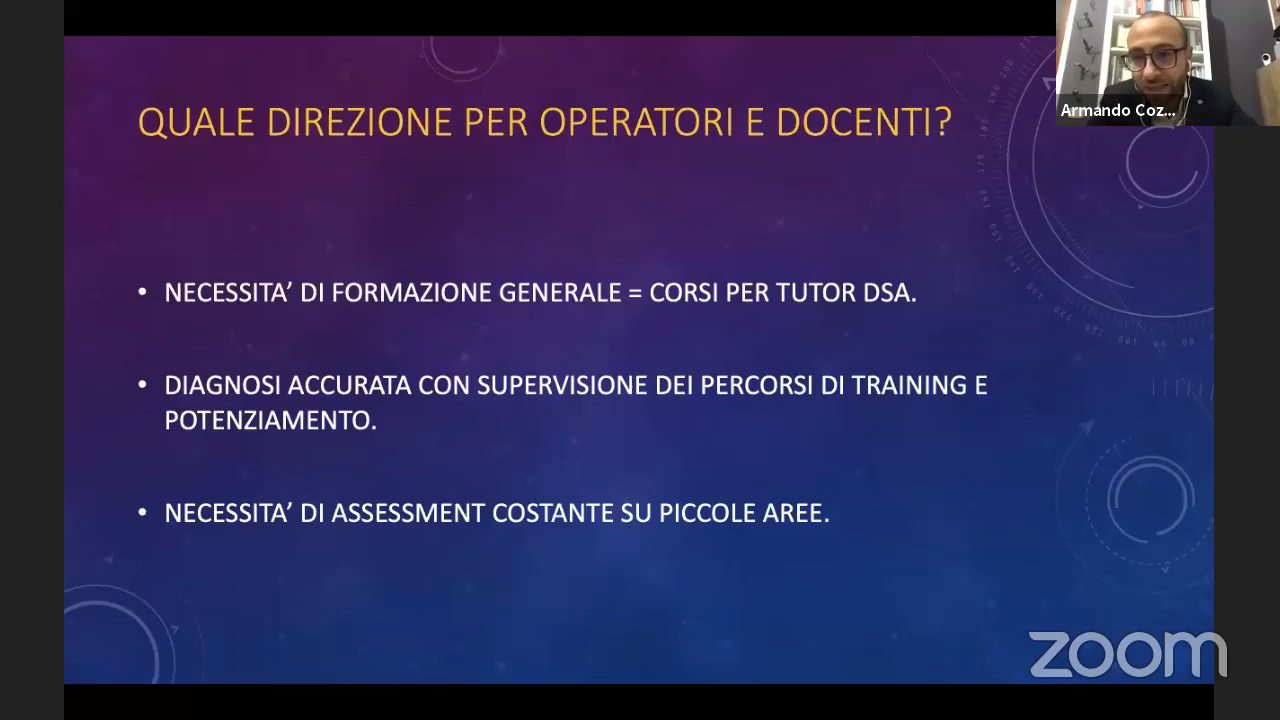 Armando Coz...
QUALE DIREZIONE PER OPERATORI E DOCENTI?
• NECESSITA’ DI FORMAZIONE GENERALE = CORSI PER TUTOR DSA.
• DIAGNOSI ACCURATA CON SUPERVISIONE DEI PERCORSI DI TRAINING E
POTENZIAMENTO.
• NECESSITA’ DI ASSESSMENT COSTANTE SU PICCOLE AREE.
zoom